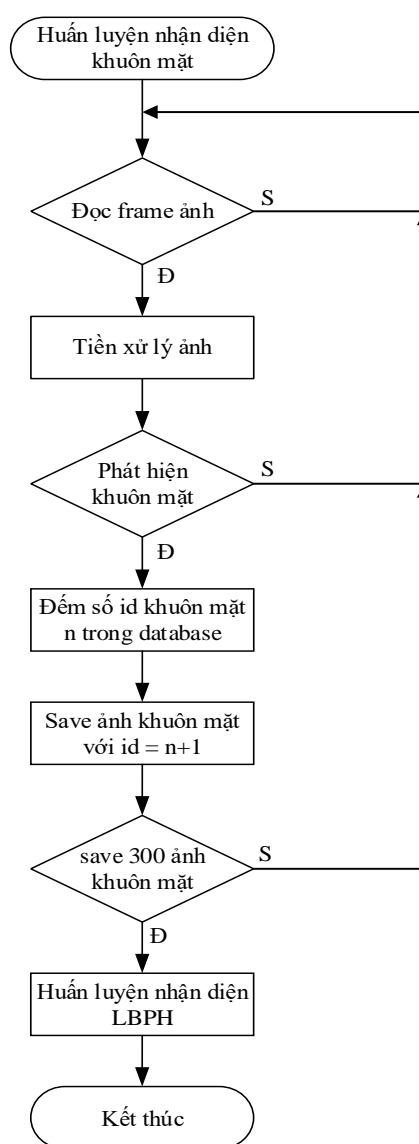 Huấn luyện nhận diện
khuôn mặt
Đọc frame ảnh
S
Đ
Tiền xử lý ảnh
Phát hiện
khuôn mặt
S
Đ
Đếm số id khuôn mặt
n trong database
Save ảnh khuôn mặt
với id = n+1
save 300 ảnh
khuôn mặt
S
Đ
Huấn luyện nhận diện
LBPH
Kết thúc